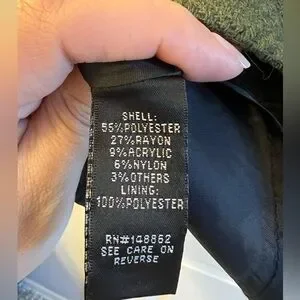 SHELL:
55%POLYESTER
27%RAYON
9%ACRYLIC
6%NYLON
3%OTHERS
LINING:
100%POLYESTER
RN#148862
SEE CARE ON
REVERSE